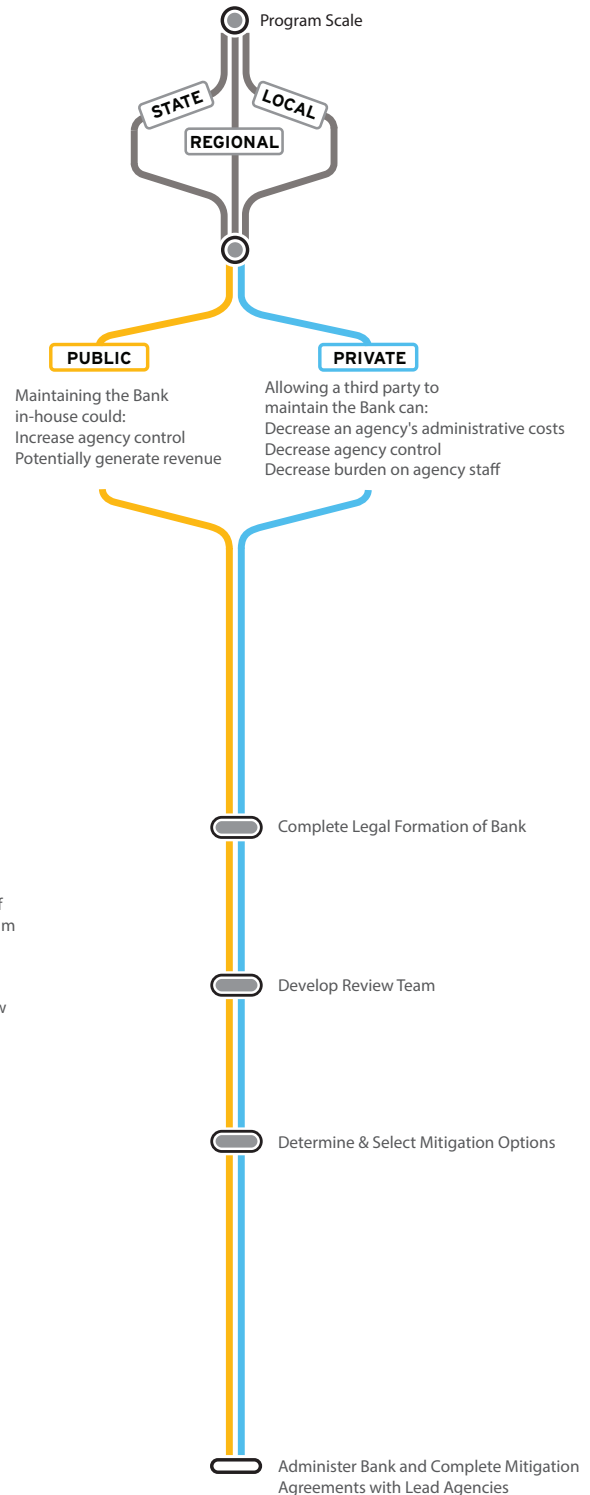 Program Scale
STATE
LOCAL
REGIONAL
PUBLIC
Maintaining the Bank
in-house could:
Increase agency control
Potentially generate revenue
PRIVATE
Allowing a third party to
maintain the Bank can:
Decrease an agency's administrative costs
Decrease agency control
Decrease burden on agency staff
Complete Legal Formation of Bank
Develop Review Team
Determine & Select Mitigation Options
Administer Bank and Complete Mitigation
Agreements with Lead Agencies